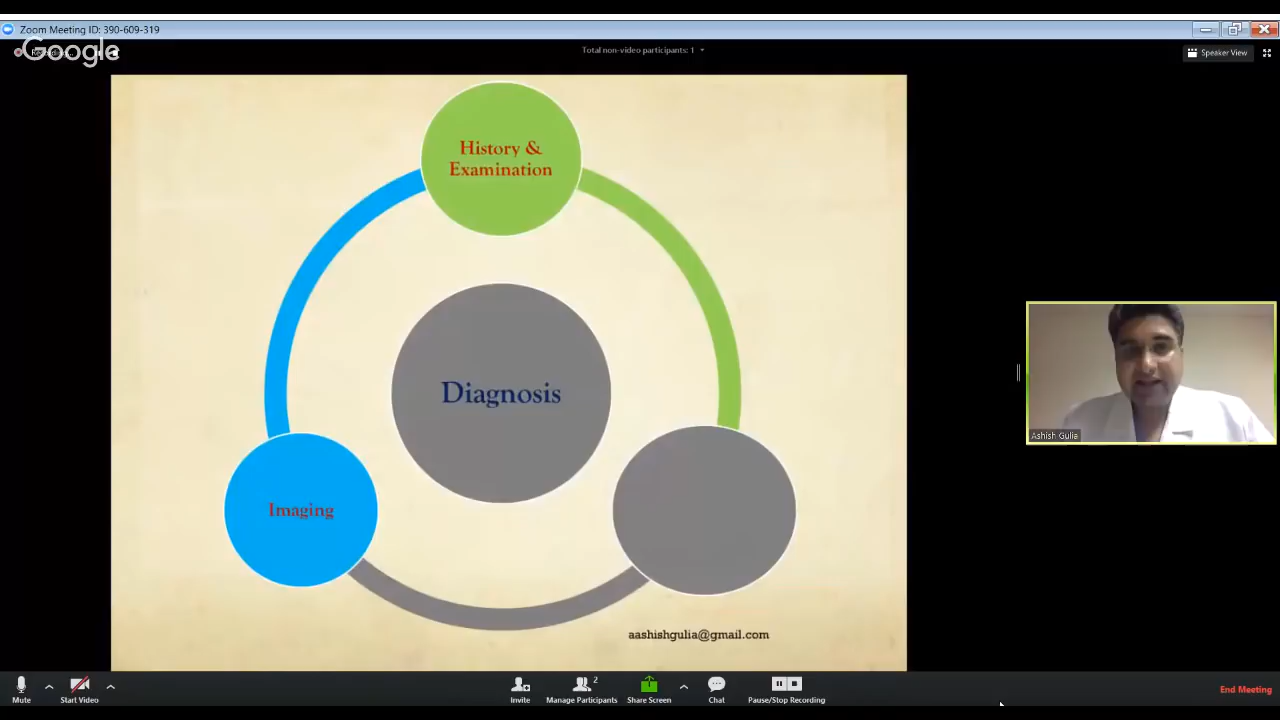 Zoom Meeting ID: 390-609-319
Google
Total non-video participants: 1
Speaker View
History &
Examination
Diagnosis
Imaging
Ashish Gulia
aashishgulia@gmail.com
Mute
Start Video
Invite
2
Manage Participants
Share Screen
Chat
Pause/Stop Recording
End Meeting